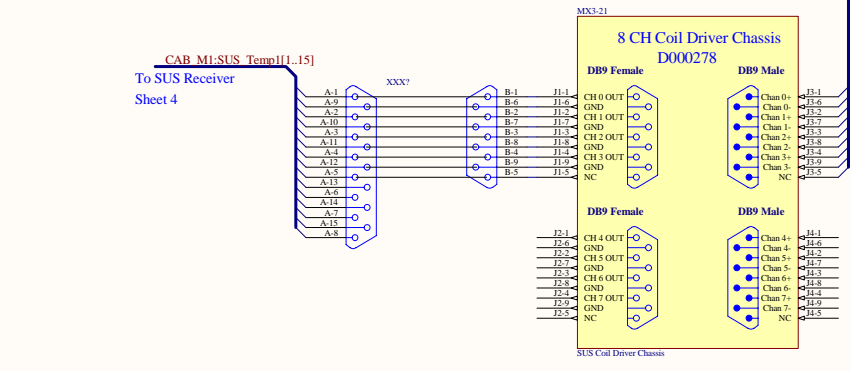 MX3-21
8 CH Coil Driver Chassis
D000278
CAB_M1:SUS_Temp1[1..15]
To SUS Receiver
Sheet 4
XXX?
DB9 Female
DB9 Male
A-1
A-9
A-2
A-10
A-3
A-11
A-4
A-12
A-5
A-13
A-6
A-14
A-7
A-15
A-8
B-1
B-6
B-2
B-7
B-3
B-8
B-4
B-9
B-5
J1-1
J1-6
J1-2
J1-7
J1-3
J1-8
J1-4
J1-9
J1-5
CH 0 OUT
GND
CH 1 OUT
GND
CH 2 OUT
GND
CH 3 OUT
GND
NC
Chan 0+
Chan 0-
Chan 1+
Chan 1-
Chan 2+
Chan 2-
Chan 3+
Chan 3-
NC
J3-1
J3-6
J3-2
J3-7
J3-3
J3-8
J3-4
J3-9
J3-5
DB9 Female
DB9 Male
J2-1
J2-6
J2-2
J2-7
J2-3
J2-8
J2-4
J2-9
J2-5
CH 4 OUT
GND
CH 5 OUT
GND
CH 6 OUT
GND
CH 7 OUT
GND
NC
Chan 4+
Chan 4-
Chan 5+
Chan 5-
Chan 6+
Chan 6-
Chan 7+
Chan 7-
NC
J4-1
J4-6
J4-2
J4-7
J4-3
J4-8
J4-4
J4-9
J4-5
SUS Coil Driver Chassis